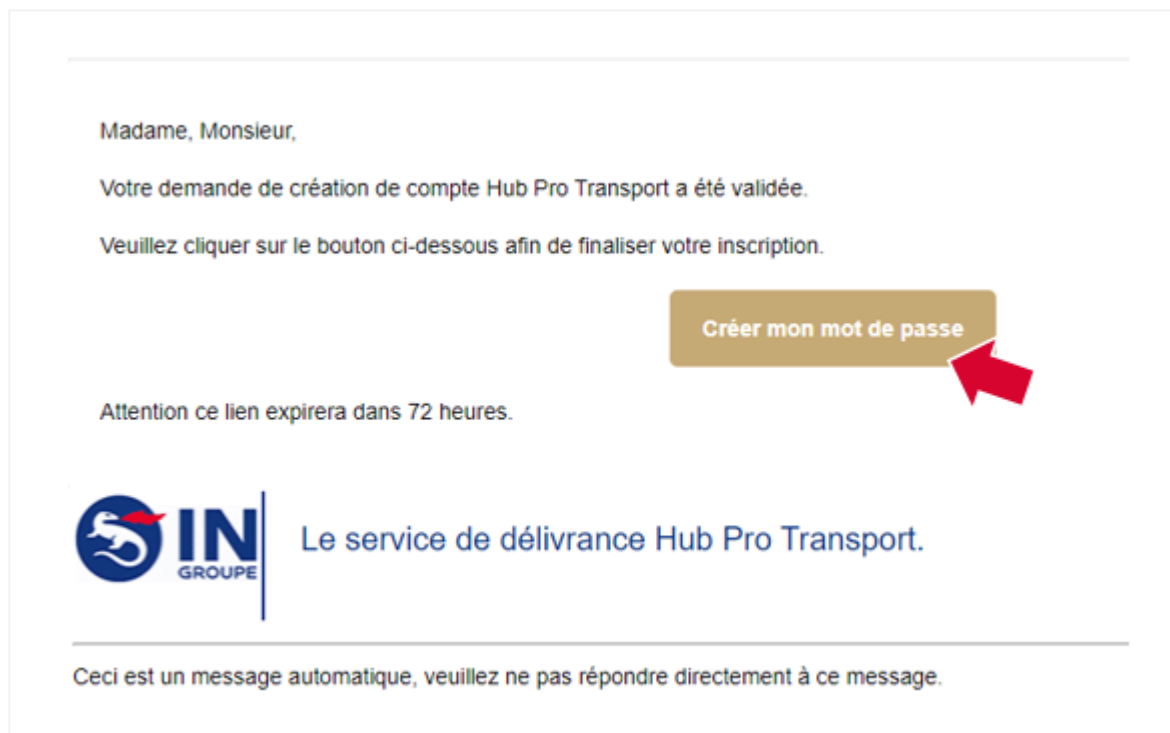 Madame, Monsieur,
Votre demande de création de compte Hub Pro Transport a été validée.
Veuillez cliquer sur le bouton ci-dessous afin de finaliser votre inscription.
Créer mon mot de passe
Attention ce lien expirera dans 72 heures.
IN
GROUPE
Le service de délivrance Hub Pro Transport.
Ceci est un message automatique, veuillez ne pas répondre directement à ce message.